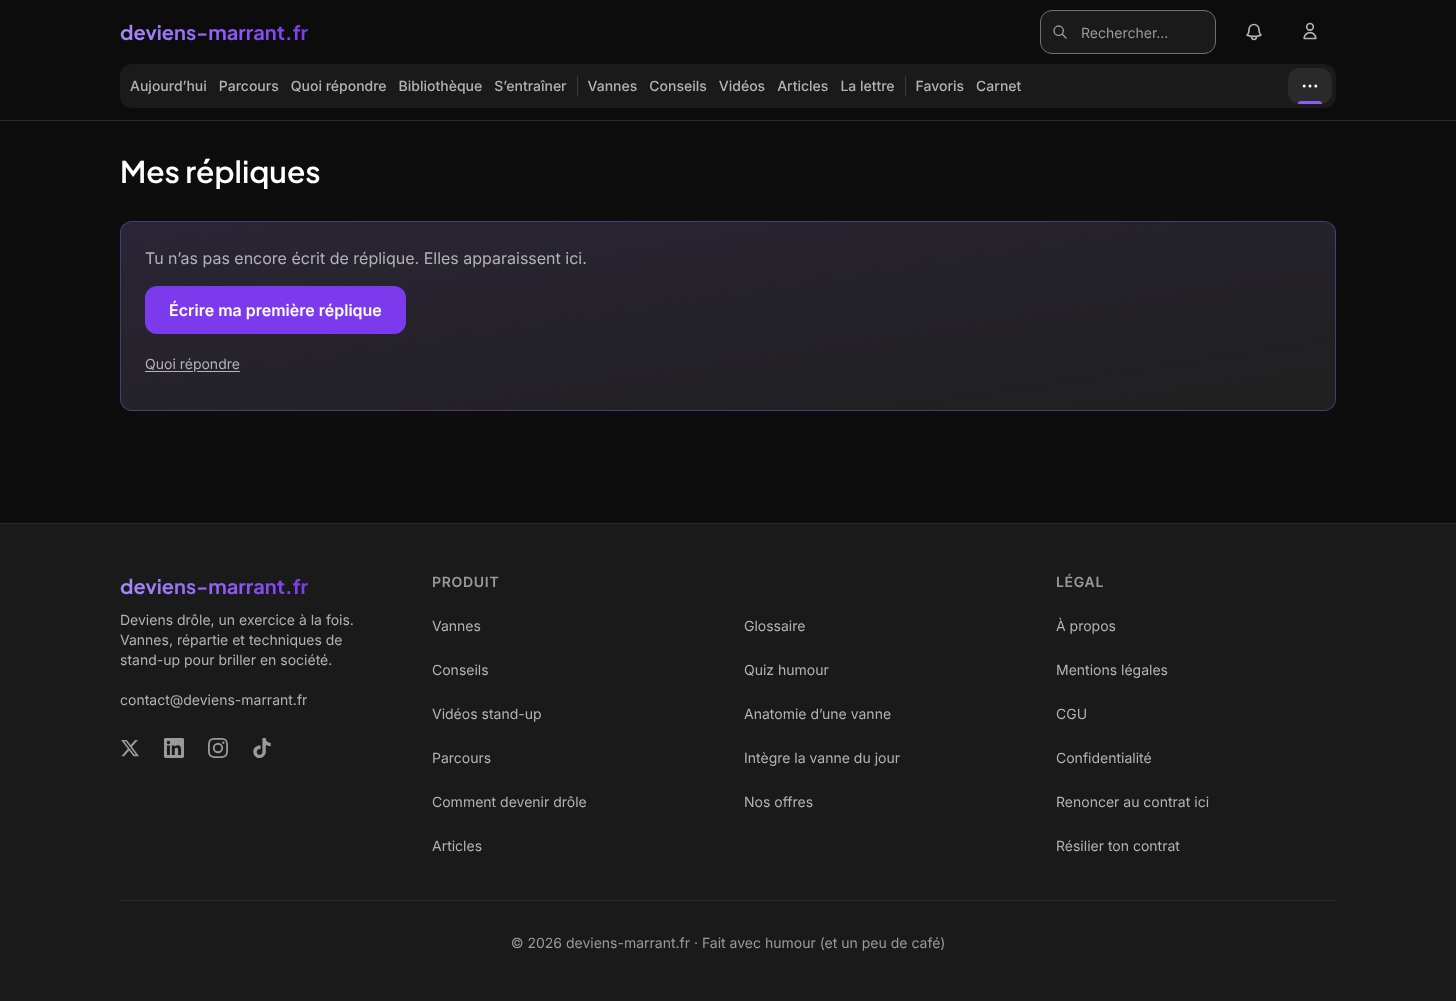 deviens-marrant.fr
Rechercher...
Aujourd’hui Parcours Quoi répondre Bibliothèque S’entraîner Vannes Conseils Vidéos Articles La lettre Favoris Carnet
Mes répliques
Tu n’as pas encore écrit de réplique. Elles apparaissent ici.
Écrire ma première réplique
Quoi répondre
deviens-marrant.fr
Deviens drôle, un exercice à la fois.
Vannes, répartie et techniques de
stand-up pour briller en société.
contact@deviens-marrant.fr
PRODUIT
Vannes
Conseils
Vidéos stand-up
Parcours
Comment devenir drôle
Articles
Glossaire
Quiz humour
Anatomie d’une vanne
Intègre la vanne du jour
Nos offres
LÉGAL
À propos
Mentions légales
CGU
Confidentialité
Renoncer au contrat ici
Résilier ton contrat
© 2026 deviens-marrant.fr · Fait avec humour (et un peu de café)